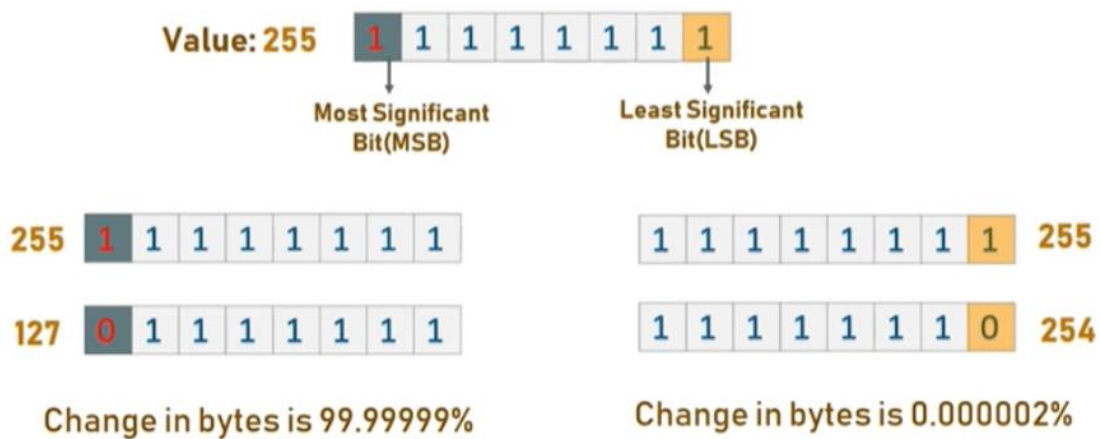 Value: 255 1 1 1 1 1 1 1 1
Most Significant Bit(MSB)
Least Significant Bit(LSB)
255 1 1 1 1 1 1 1 1
1 1 1 1 1 1 1 1 255
127 0 1 1 1 1 1 1 1
1 1 1 1 1 1 1 0 254
Change in bytes is 99.99999%
Change in bytes is 0.000002%